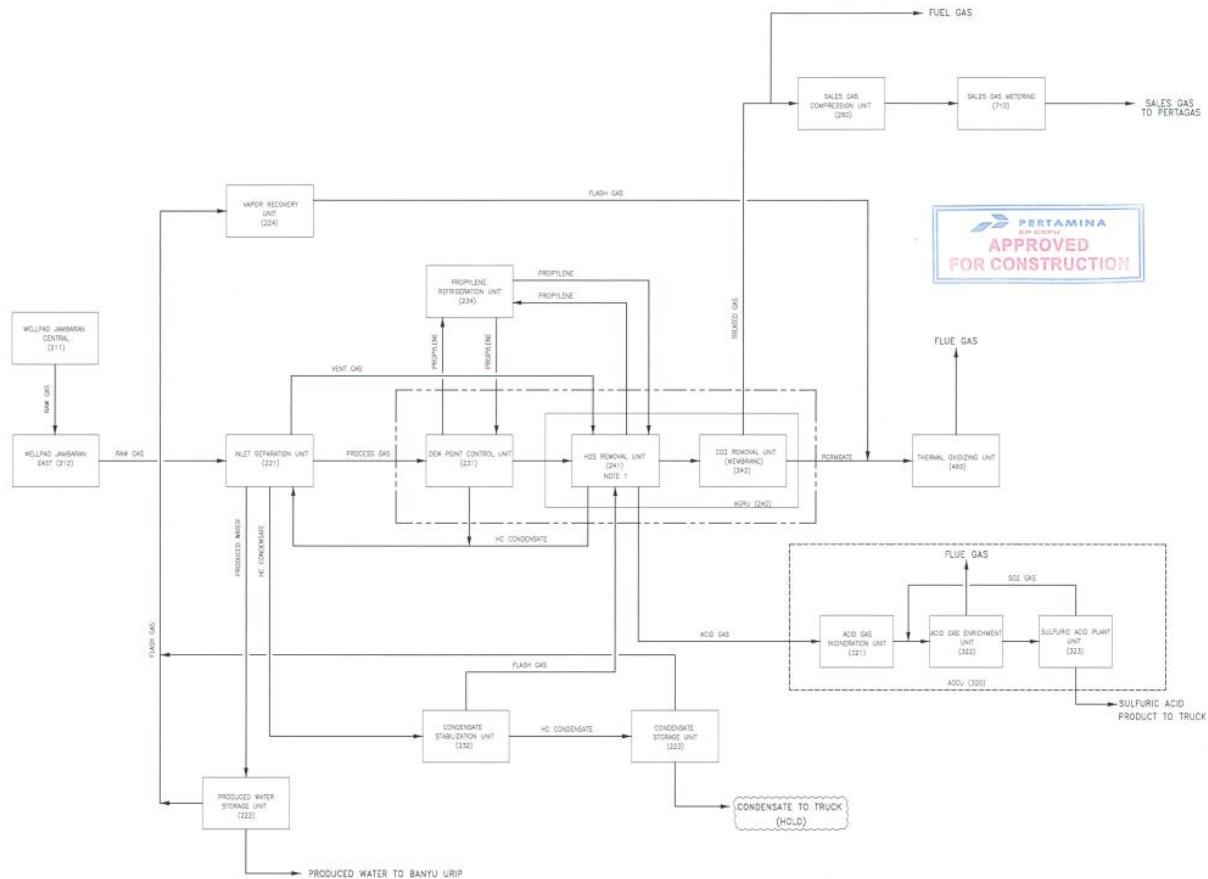 FUEL GAS
SALES GAS
COMPRESSION UNIT
(260)
SALES GAS METERING
(710)
SALES GAS
TO PERTAGAS
FLASH GAS
VAPOR RECOVERY
UNIT
(224)
PERTAMINA
EP CEPU
APPROVED
FOR CONSTRUCTION
PROPYLENE
PROPYLENE
REFRIGERATION UNIT
(234)
PROPYLENE
TREATED GAS
WELLPAD JAMBARAN
CENTRAL
(211)
PROPYLENE
PROPYLENE
FLUE GAS
RAW GAS
VENT GAS
WELLPAD JAMBARAN
EAST (212)
RAW GAS
INLET SEPARATION UNIT
(221)
PROCESS GAS
DEW POINT CONTROL UNIT
(231)
H2S REMOVAL UNIT
(241)
NOTE 1
CO2 REMOVAL UNIT
(MEMBRANE)
(242)
PERMEATE
THERMAL OXIDIZING UNIT
(460)
AGRU (240)
PRODUCED WATER
HC CONDENSATE
HC CONDENSATE
FLUE GAS
SO2 GAS
ACID GAS
ACID GAS
INCINERATION UNIT
(321)
ACID GAS ENRICHMENT
UNIT
(322)
SULFURIC ACID PLANT
UNIT
(323)
FLASH GAS
FLASH GAS
SULFURIC ACID
PRODUCT TO TRUCK
CONDENSATE
STABILIZATION UNIT
(232)
HC CONDENSATE
CONDENSATE
STORAGE UNIT
(223)
PRODUCED WATER
STORAGE UNIT
(222)
CONDENSATE TO TRUCK
(HOLD)
PRODUCED WATER TO BANYU URIP